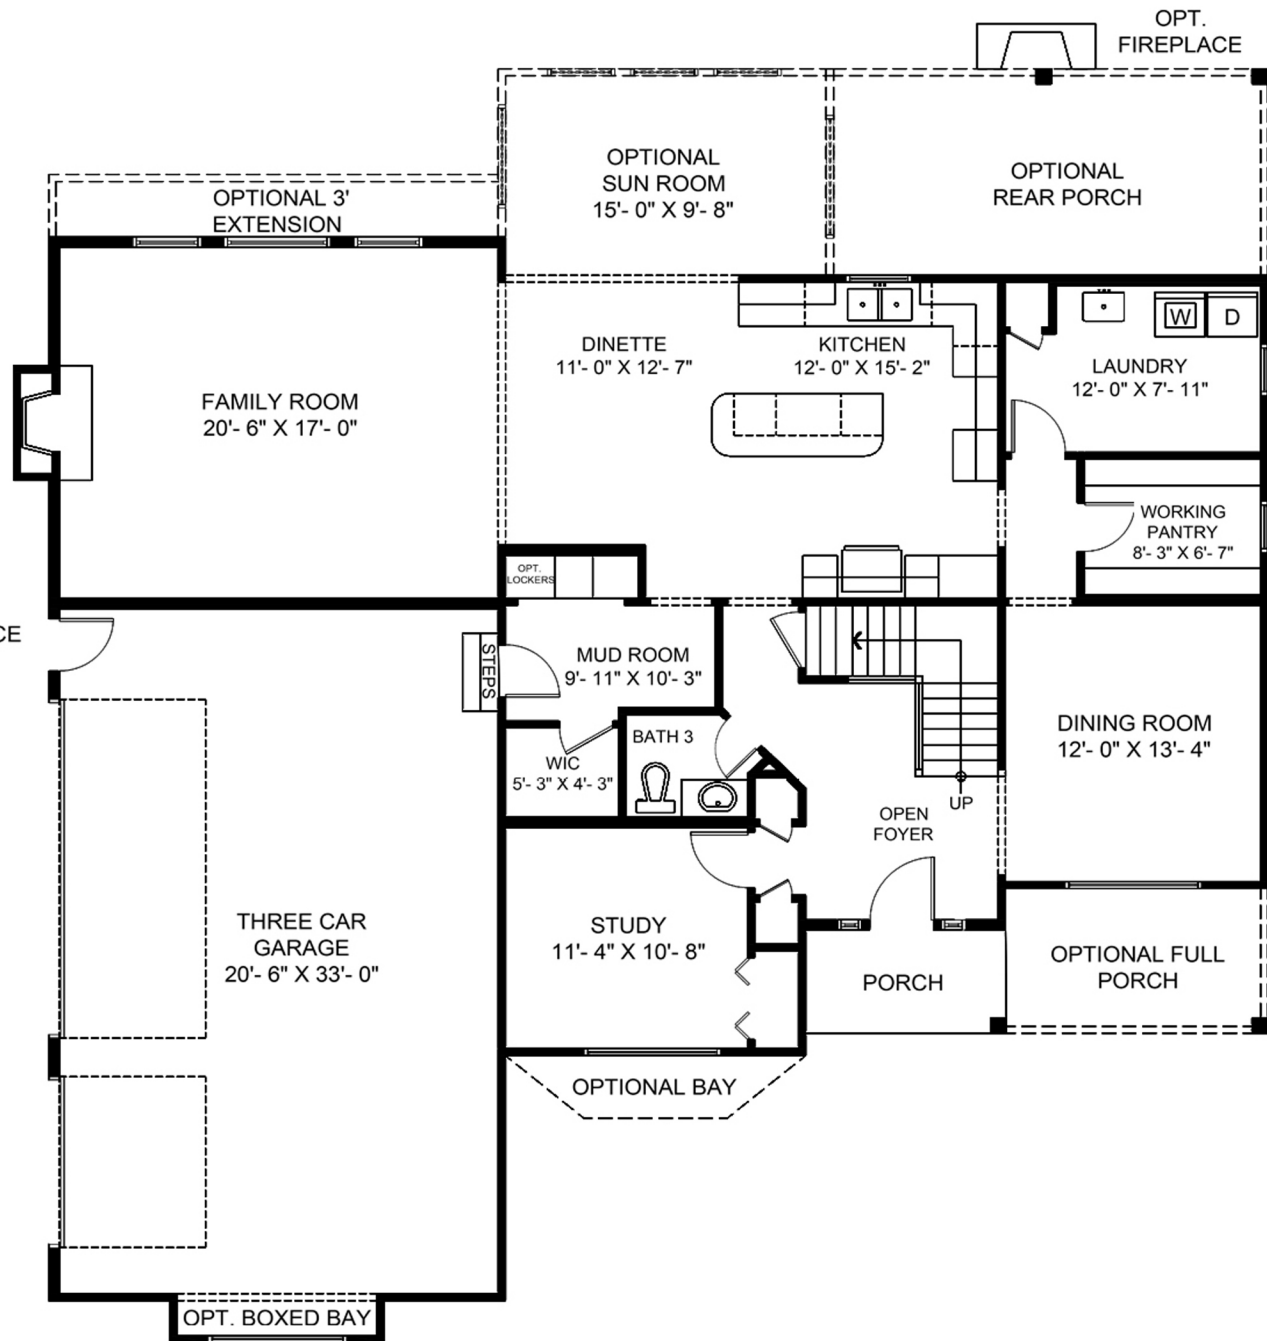 OPT.
FIREPLACE
OPTIONAL
SUN ROOM
15'- 0" X 9'- 8"
OPTIONAL
REAR PORCH
OPTIONAL 3'
EXTENSION
DINETTE
11'- 0" X 12'- 7"
KITCHEN
12'- 0" X 15'- 2"
W
D
LAUNDRY
12'- 0" X 7'- 11"
FAMILY ROOM
20'- 6" X 17'- 0"
WORKING
PANTRY
8'- 3" X 6'- 7"
OPT.
LOCKERS
CE
STEPS
MUD ROOM
9'- 11" X 10'- 3"
DINING ROOM
12'- 0" X 13'- 4"
BATH 3
WIC
5'- 3" X 4'- 3"
UP
OPEN
FOYER
THREE CAR
GARAGE
20'- 6" X 33'- 0"
STUDY
11'- 4" X 10'- 8"
PORCH
OPTIONAL FULL
PORCH
OPTIONAL BAY
OPT. BOXED BAY